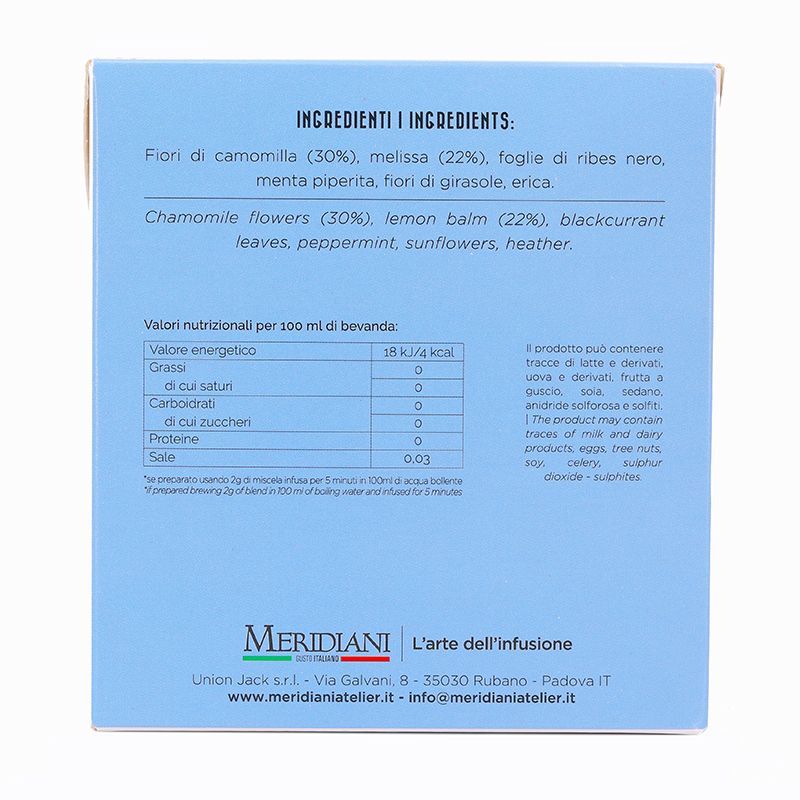 INGREDIENTI | INGREDIENTS:
Fiori di camomilla (30%), melissa (22%), foglie di ribes nero,
menta piperita, fiori di girasole, erica.
Chamomile flowers (30%), lemon balm (22%), blackcurrant
leaves, peppermint, sunflowers, heather.
Valori nutrizionali per 100 ml di bevanda:
Valore energetico 18 kJ/4 kcal
Grassi 0
di cui saturi 0
Carboidrati 0
di cui zuccheri 0
Proteine 0
Sale 0,03
*se preparato usando 2g di miscela infusa per 5 minuti in 100ml di acqua bollente
*if prepared brewing 2g of blend in 100 ml of boiling water and infused for 5 minutes
Il prodotto può contenere
tracce di latte e derivati,
uova e derivati, frutta a
guscio, soia, sedano,
anidride solforosa e solfiti.
| The product may contain
traces of milk and dairy
products, eggs, tree nuts,
soy, celery, sulphur
dioxide - sulphites.
MERIDIANI
GUSTO ITALIANO
L'arte dell'infusione
Union Jack s.r.l. - Via Galvani, 8 - 35030 Rubano - Padova IT
www.meridianiatelier.it - info@meridianiatelier.it